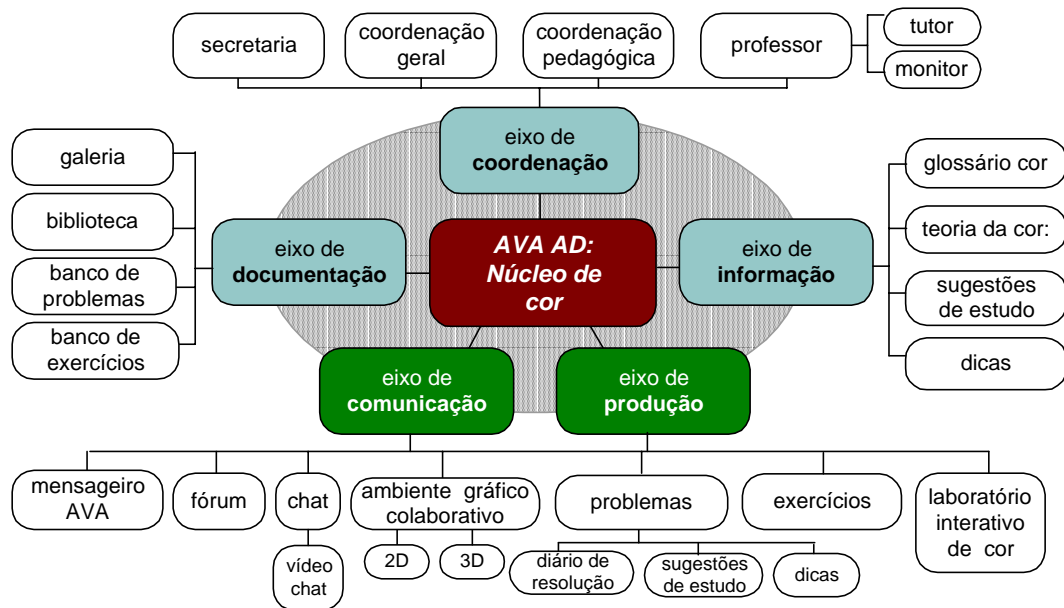 secretaria
coordenação
geral
coordenação
pedagógica
professor
tutor
monitor
eixo de
coordenação
galeria
biblioteca
banco de
problemas
banco de
exercícios
eixo de
documentação
AVA AD:
Núcleo de
cor
eixo de
informação
glossário cor
teoria da cor:
sugestões
de estudo
dicas
eixo de
comunicação
eixo de
produção
mensageiro
AVA
fórum
chat
vídeo
chat
ambiente gráfico
colaborativo
2D
3D
problemas
diário de
resolução
sugestões
de estudo
dicas
exercícios
laboratório
interativo
de cor